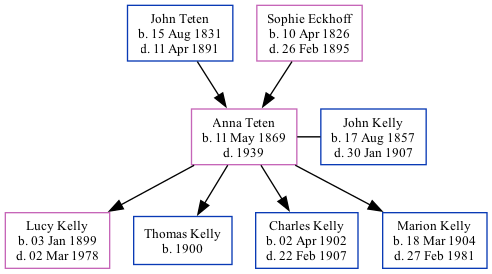 John Teten
b. 15 Aug 1831
d. 11 Apr 1891
Sophie Eckhoff
b. 10 Apr 1826
d. 26 Feb 1895
Anna Teten
b. 11 May 1869
d. 1939
John Kelly
b. 17 Aug 1857
d. 30 Jan 1907
Lucy Kelly
b. 03 Jan 1899
d. 02 Mar 1978
Thomas Kelly
b. 1900
Charles Kelly
b. 02 Apr 1902
d. 22 Feb 1907
Marion Kelly
b. 18 Mar 1904
d. 27 Feb 1981